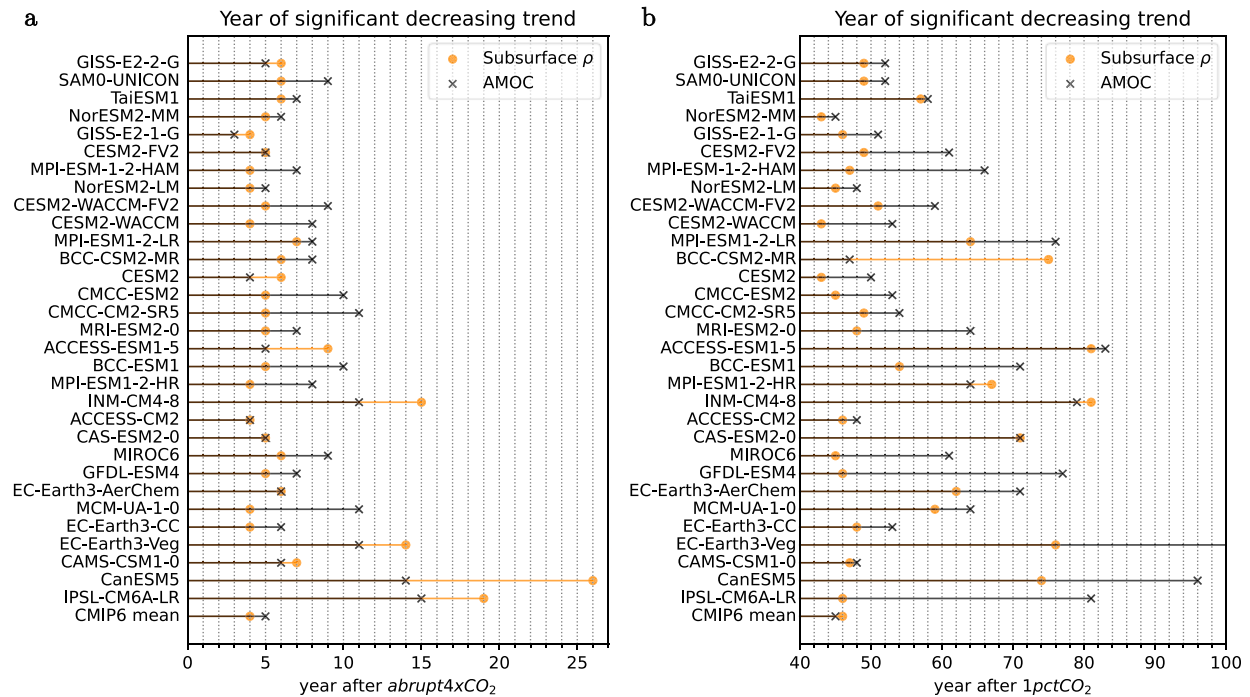 a
Year of significant decreasing trend
Subsurface ρ
AMOC
GISS-E2-2-G
SAM0-UNICON
TaiESM1
NorESM2-MM
GISS-E2-1-G
CESM2-FV2
MPI-ESM-1-2-HAM
NorESM2-LM
CESM2-WACCM-FV2
CESM2-WACCM
MPI-ESM1-2-LR
BCC-CSM2-MR
CESM2
CMCC-ESM2
CMCC-CM2-SR5
MRI-ESM2-0
ACCESS-ESM1-5
BCC-ESM1
MPI-ESM1-2-HR
INM-CM4-8
ACCESS-CM2
CAS-ESM2-0
MIROC6
GFDL-ESM4
EC-Earth3-AerChem
MCM-UA-1-0
EC-Earth3-CC
EC-Earth3-Veg
CAMS-CSM1-0
CanESM5
IPSL-CM6A-LR
CMIP6 mean
0 5 10 15 20 25
year after abrupt4xCO₂
b
Year of significant decreasing trend
Subsurface ρ
AMOC
GISS-E2-2-G
SAM0-UNICON
TaiESM1
NorESM2-MM
GISS-E2-1-G
CESM2-FV2
MPI-ESM-1-2-HAM
NorESM2-LM
CESM2-WACCM-FV2
CESM2-WACCM
MPI-ESM1-2-LR
BCC-CSM2-MR
CESM2
CMCC-ESM2
CMCC-CM2-SR5
MRI-ESM2-0
ACCESS-ESM1-5
BCC-ESM1
MPI-ESM1-2-HR
INM-CM4-8
ACCESS-CM2
CAS-ESM2-0
MIROC6
GFDL-ESM4
EC-Earth3-AerChem
MCM-UA-1-0
EC-Earth3-CC
EC-Earth3-Veg
CAMS-CSM1-0
CanESM5
IPSL-CM6A-LR
CMIP6 mean
40 50 60 70 80 90 100
year after 1pctCO₂